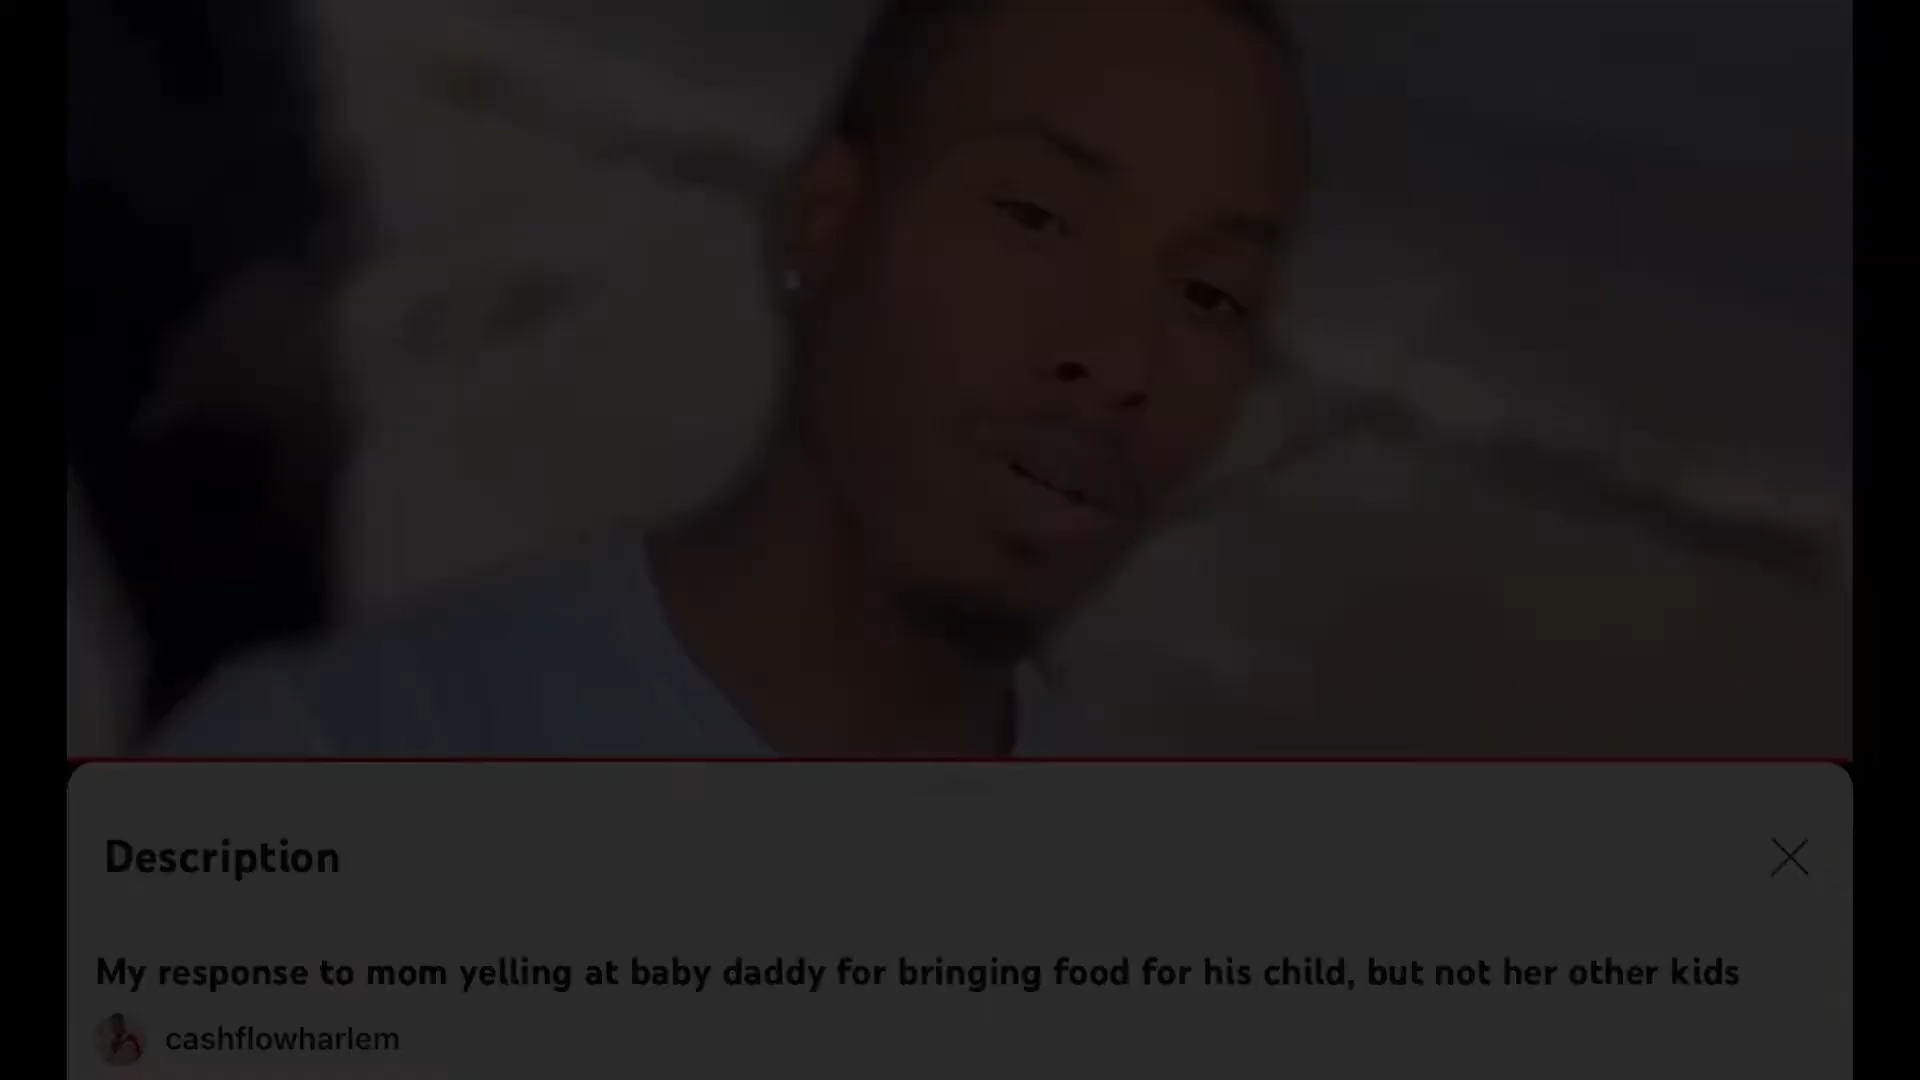 Description
My response to mom yelling at baby daddy for bringing food for his child, but not her other kids
cashflowharlem